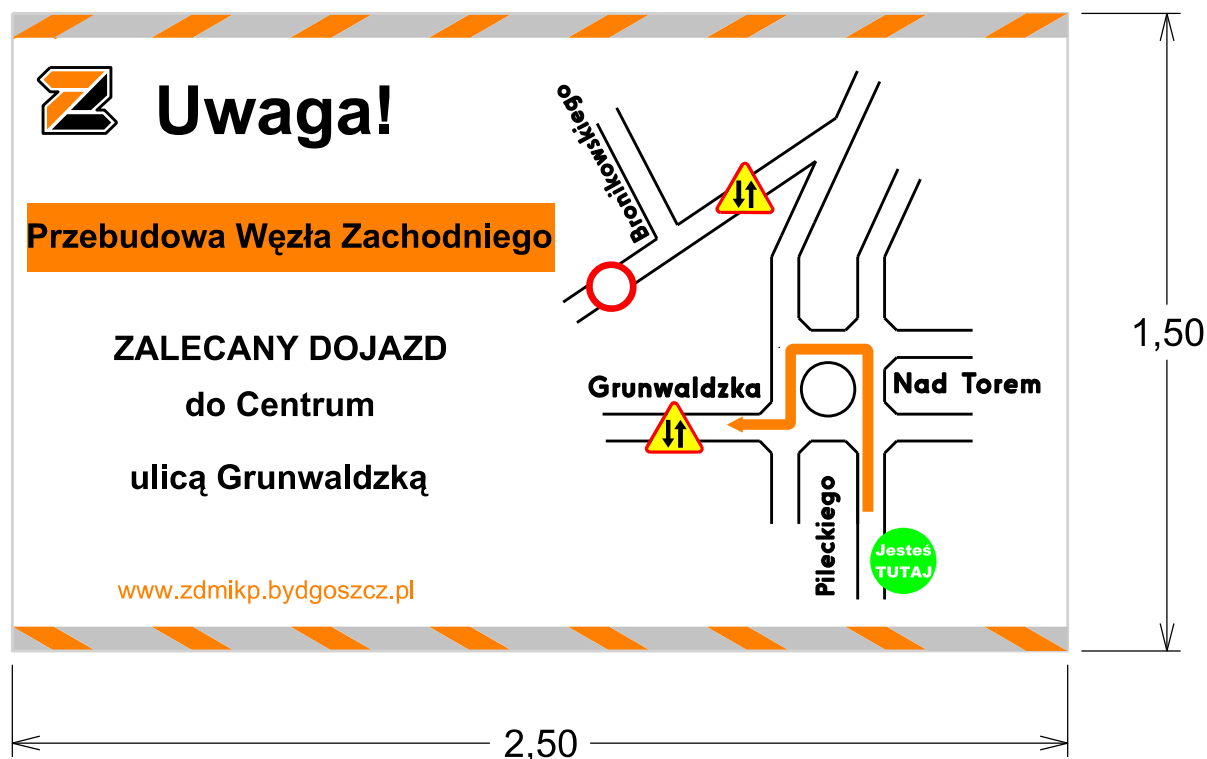 Uwaga!
Przebudowa Węzła Zachodniego
ZALECANY DOJAZD
do Centrum
ulicą Grunwaldzką
www.zdmikp.bydgoszcz.pl
Bronikowskiego
Grunwaldzka
Nad Torem
Pileckiego
Jesteś
TUTAJ
1,50
2,50